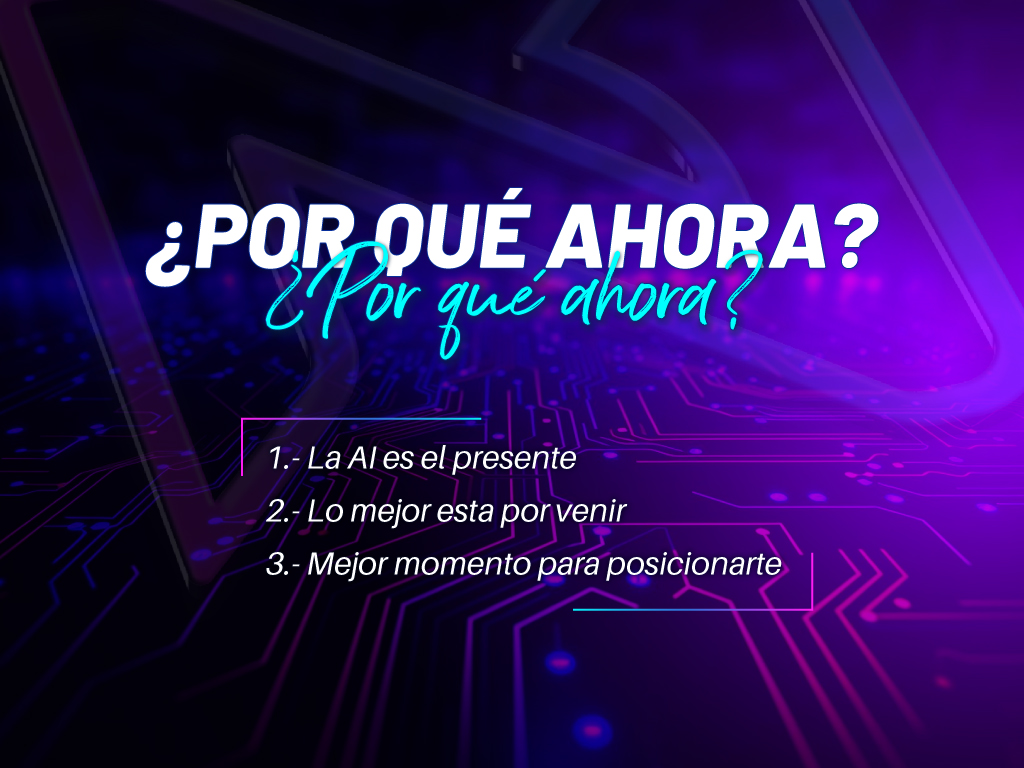 ¿POR QUÉ AHORA?
¿Por qué ahora?
1.- La AI es el presente
2.- Lo mejor esta por venir
3.- Mejor momento para posicionarte